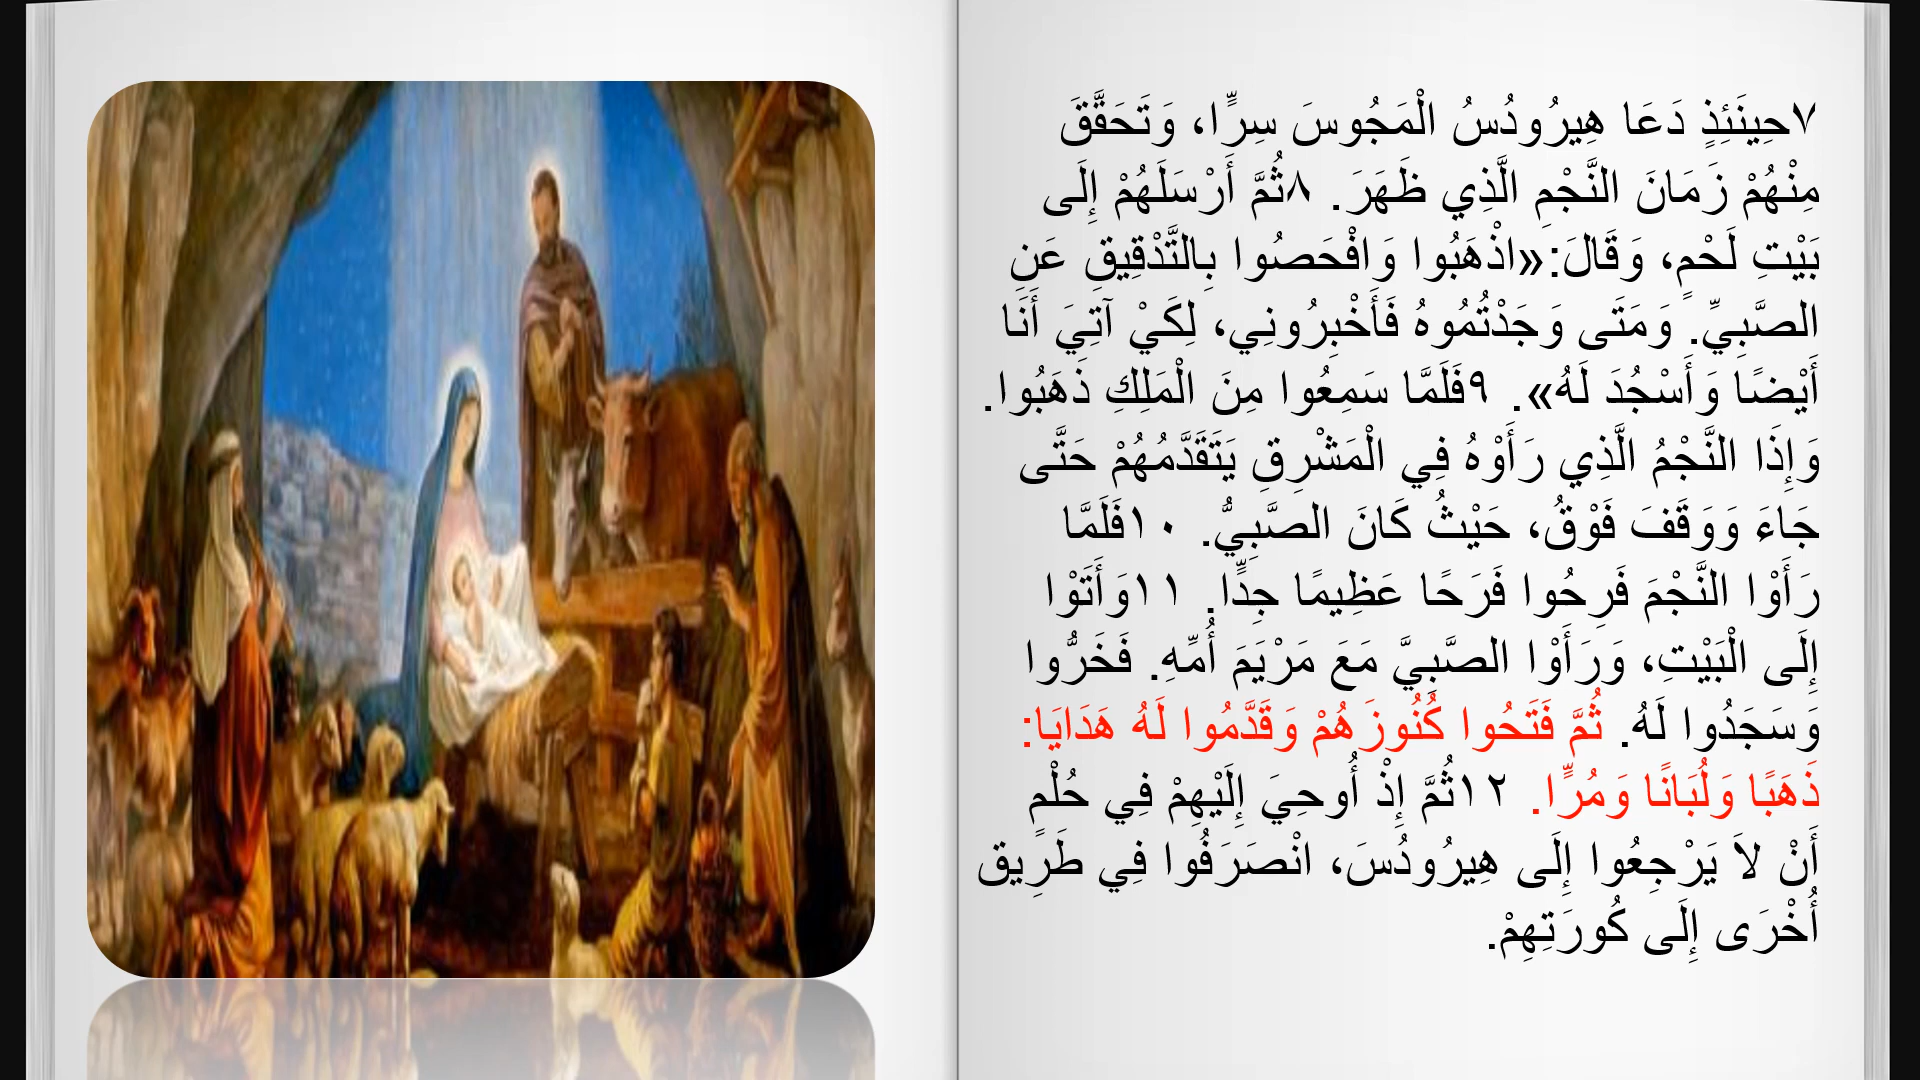 ٧حِينَئِذٍ دَعَا هِيرُودُسُ الْمَجُوسَ سِرًّا، وَتَحَقَّقَ
مِنْهُمْ زَمَانَ النَّجْمِ الَّذِي ظَهَرَ. ٨ثُمَّ أَرْسَلَهُمْ إِلَى
بَيْتِ لَحْمٍ، وَقَالَ:«اذْهَبُوا وَافْحَصُوا بِالتَّدْقِيقِ عَنِ
الصَّبِيِّ. وَمَتَى وَجَدْتُمُوهُ فَأَخْبِرُونِي، لِكَيْ آتِيَ أَنَا
أَيْضًا وَأَسْجُدَ لَهُ». ٩فَلَمَّا سَمِعُوا مِنَ الْمَلِكِ ذَهَبُوا.
وَإِذَا النَّجْمُ الَّذِي رَأَوْهُ فِي الْمَشْرِقِ يَتَقَدَّمُهُمْ حَتَّى
جَاءَ وَوَقَفَ فَوْقُ، حَيْثُ كَانَ الصَّبِيُّ. ١٠فَلَمَّا
رَأَوْا النَّجْمَ فَرِحُوا فَرَحًا عَظِيمًا جِدًّا. ١١وَأَتَوْا
إِلَى الْبَيْتِ، وَرَأَوْا الصَّبِيَّ مَعَ مَرْيَمَ أُمِّهِ. فَخَرُّوا
وَسَجَدُوا لَهُ. ثُمَّ فَتَحُوا كُنُوزَهُمْ وَقَدَّمُوا لَهُ هَدَايَا:
ذَهَبًا وَلُبَانًا وَمُرًّا. ١٢ثُمَّ إِذْ أُوحِيَ إِلَيْهِمْ فِي حُلْمٍ
أَنْ لاَ يَرْجِعُوا إِلَى هِيرُودُسَ، انْصَرَفُوا فِي طَرِيق
أُخْرَى إِلَى كُورَتِهِمْ.